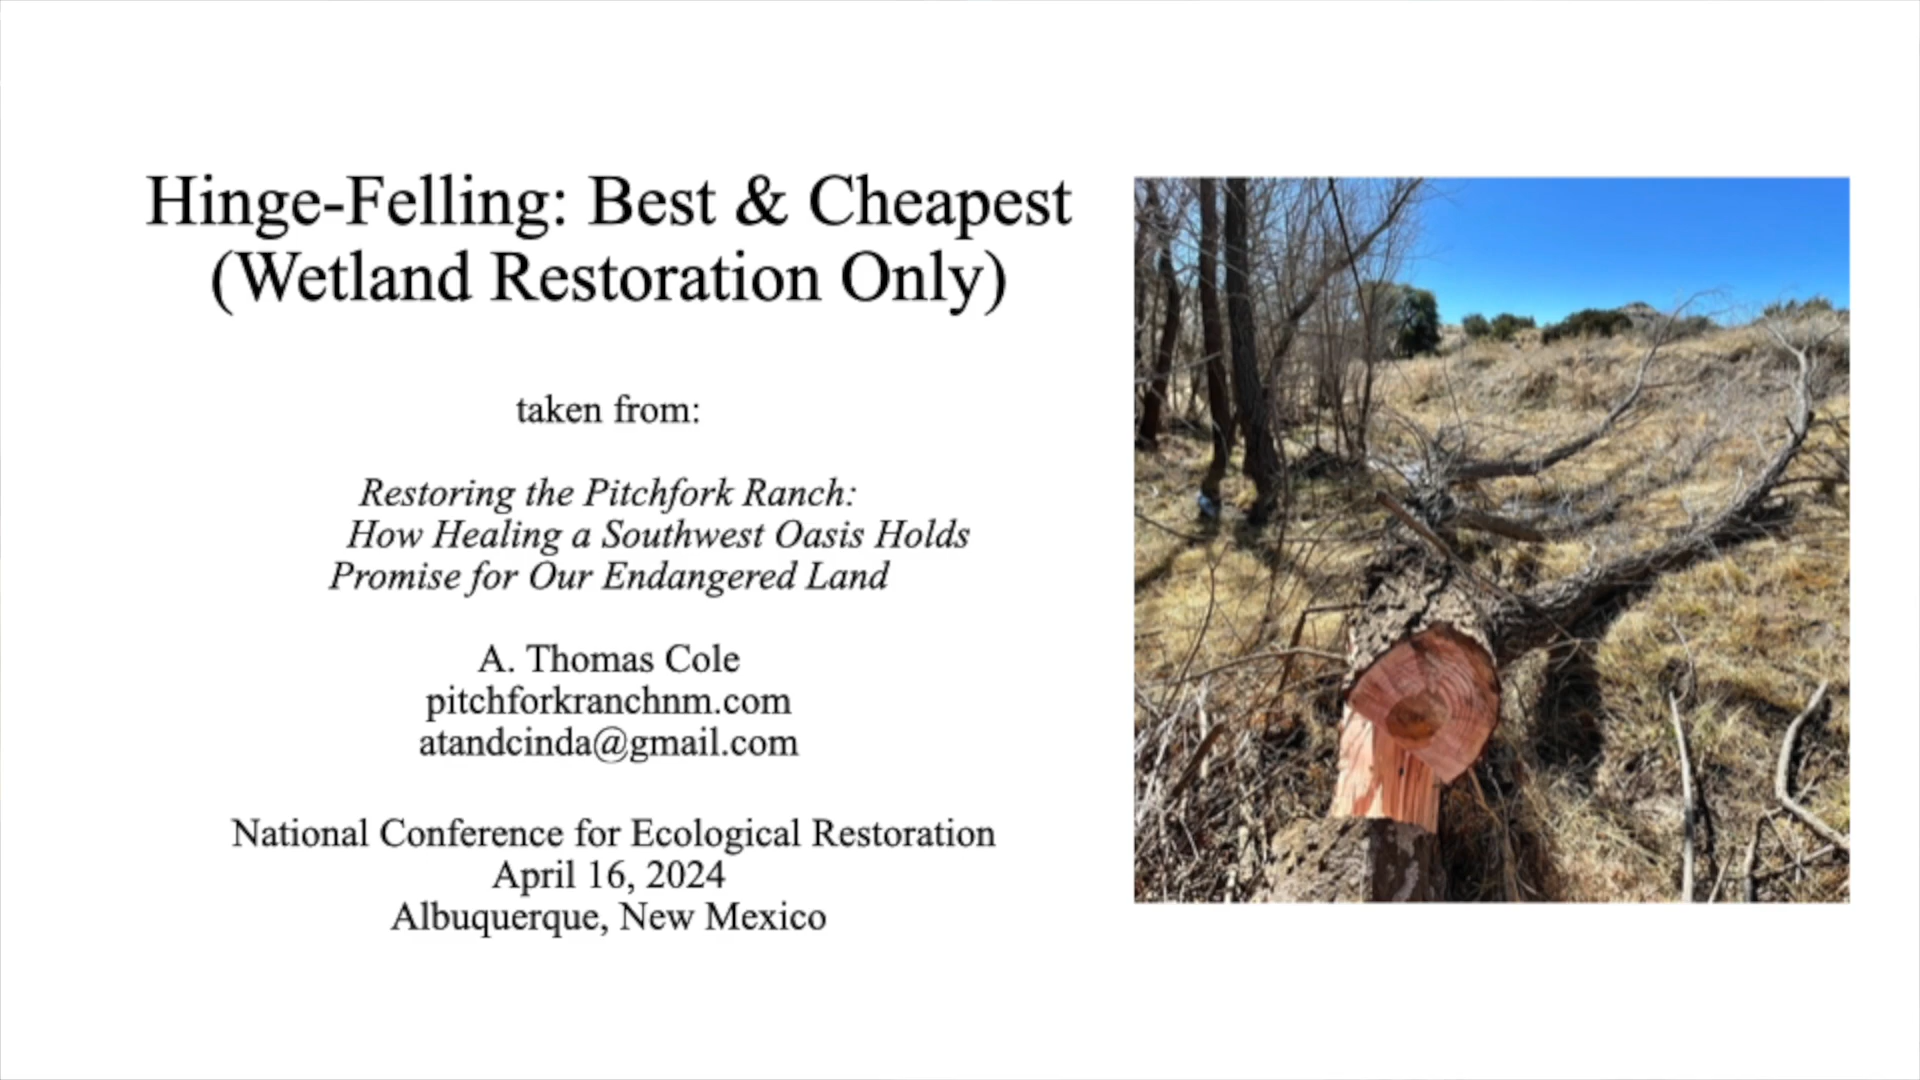 Hinge-Felling: Best & Cheapest
(Wetland Restoration Only)
taken from:
Restoring the Pitchfork Ranch:
How Healing a Southwest Oasis Holds
Promise for Our Endangered Land
A. Thomas Cole
pitchforkranchnm.com
atandcinda@gmail.com
National Conference for Ecological Restoration
April 16, 2024
Albuquerque, New Mexico